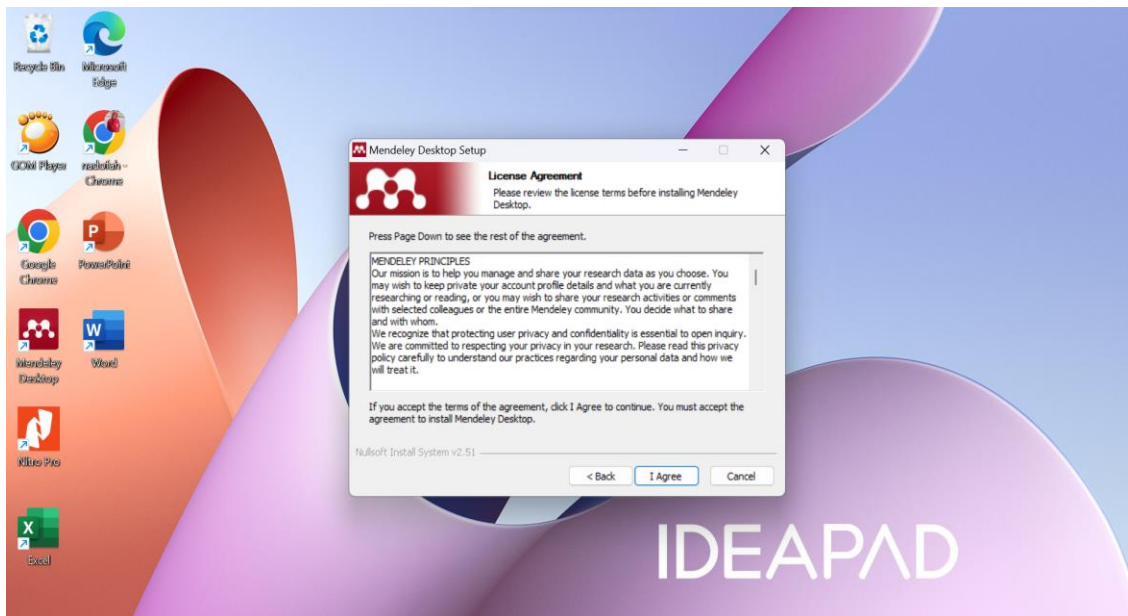 Recycle Bin
Microsoft
Edge
GOM Player
nadofah -
Chrome
Google
Chrome
PowerPoint
Mendeley
Desktop
Word
Nitro Pro
Excel
Mendeley Desktop Setup
License Agreement
Please review the license terms before installing Mendeley
Desktop.
Press Page Down to see the rest of the agreement.
MENDELEY PRINCIPLES
Our mission is to help you manage and share your research data as you choose. You
may wish to keep private your account profile details and what you are currently
researching or reading, or you may wish to share your research activities or comments
with selected colleagues or the entire Mendeley community. You decide what to share
and with whom.
We recognize that protecting user privacy and confidentiality is essential to open inquiry.
We are committed to respecting your privacy in your research. Please read this privacy
policy carefully to understand our practices regarding your personal data and how we
will treat it.
If you accept the terms of the agreement, click I Agree to continue. You must accept the
agreement to install Mendeley Desktop.
Nullsoft Install System v2.51
< Back
I Agree
Cancel
IDEAPAD